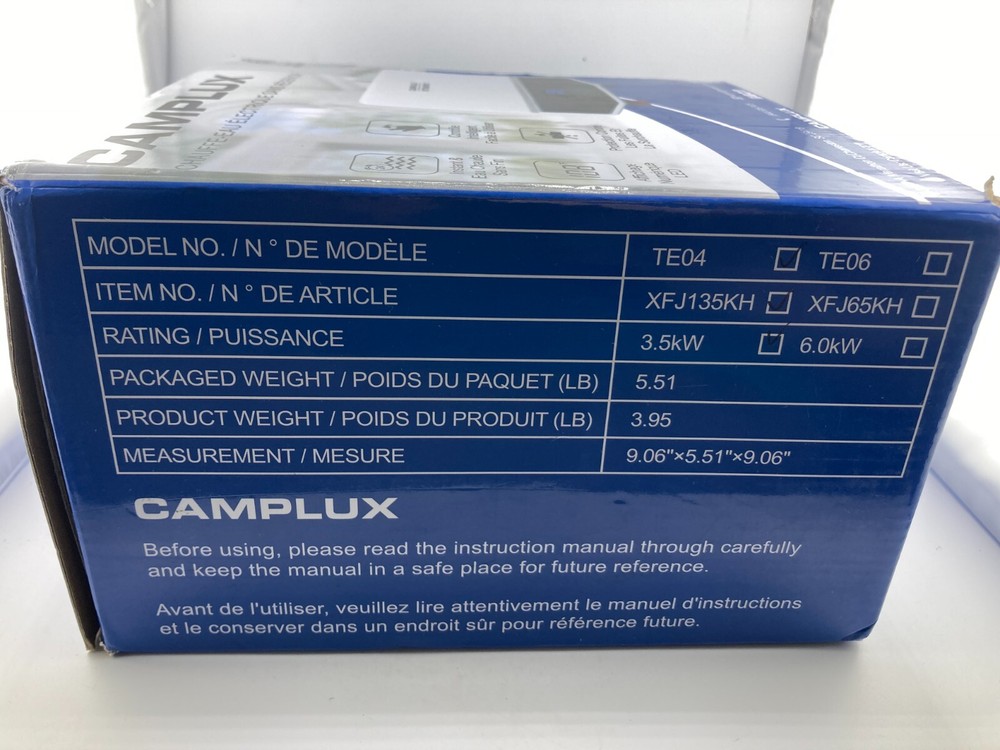 CAMPLUX
MODEL NO. / N ° DE MODÈLE TE04 ☑ TE06 ☐
ITEM NO. / N ° DE ARTICLE XFJ135KH ☑ XFJ65KH ☐
RATING / PUISSANCE 3.5kW ☑ 6.0kW ☐
PACKAGED WEIGHT / POIDS DU PAQUET (LB) 5.51
PRODUCT WEIGHT / POIDS DU PRODUIT (LB) 3.95
MEASUREMENT / MESURE 9.06"×5.51"×9.06"
CAMPLUX
Before using, please read the instruction manual through carefully
and keep the manual in a safe place for future reference.
Avant de l'utiliser, veuillez lire attentivement le manuel d'instructions
et le conserver dans un endroit sûr pour référence future.